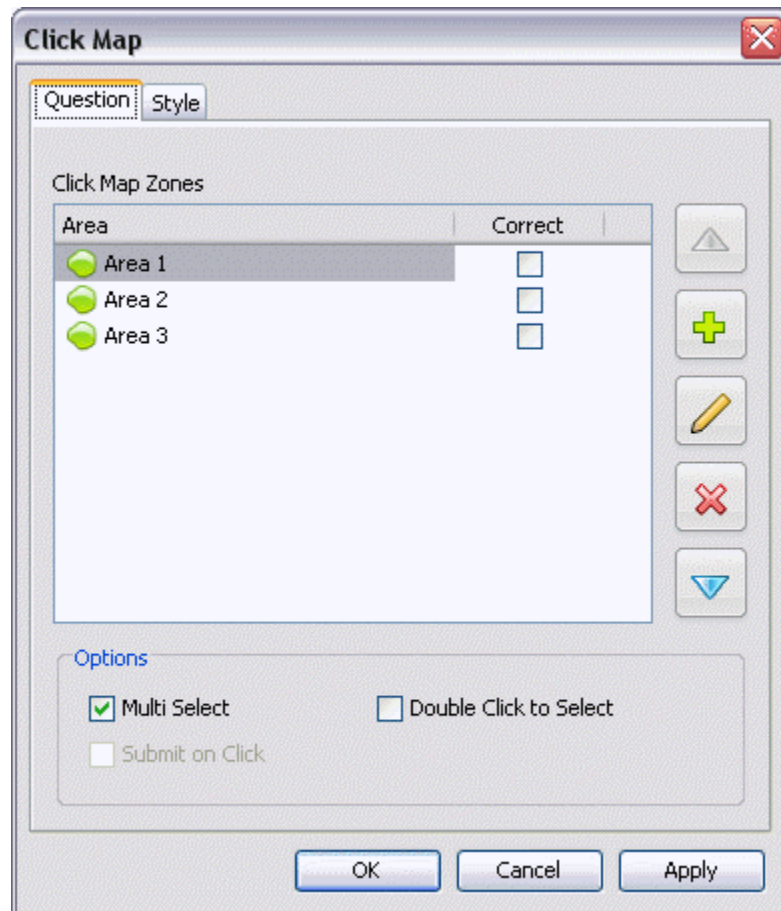 Click Map
Question Style
Click Map Zones
Area Correct
Area 1
Area 2
Area 3
Options
Multi Select Double Click to Select
Submit on Click
OK Cancel Apply